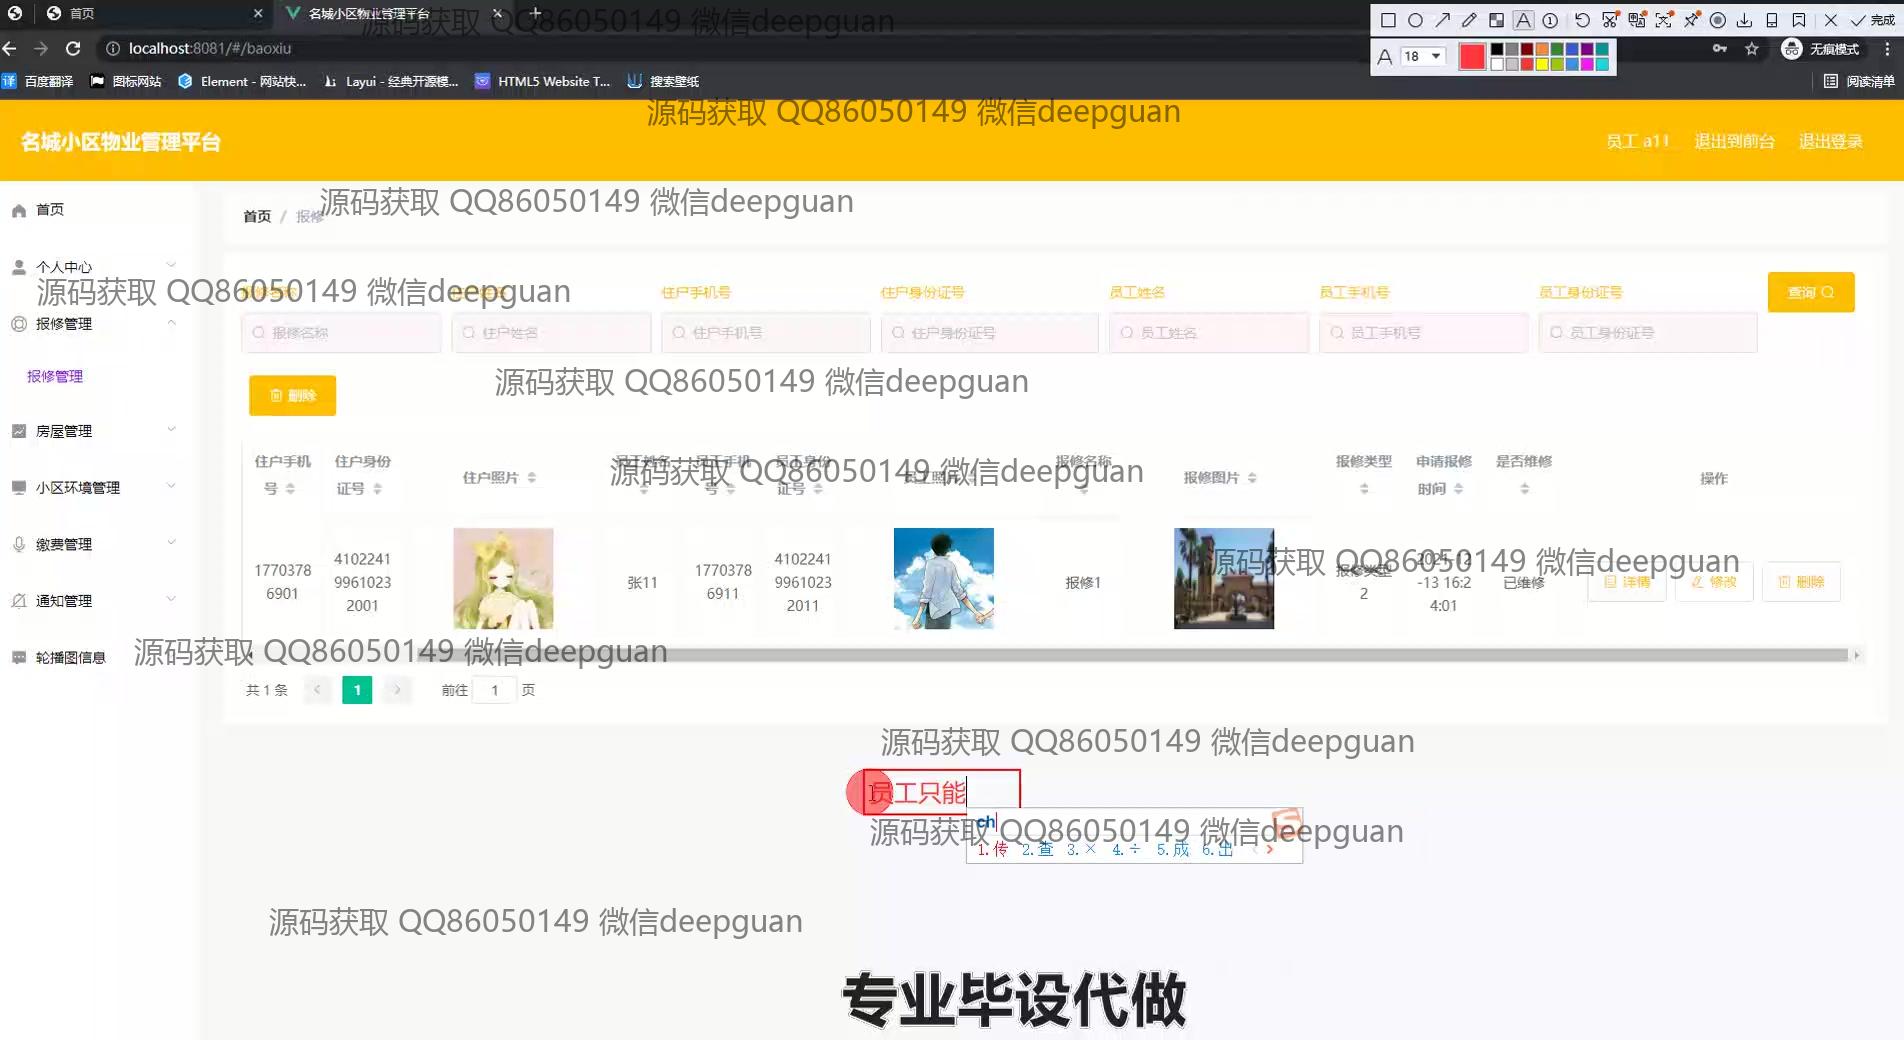 首页
名城小区物业管理平台
源码获取 QQ86050149 微信deepguan
完成
localhost:8081/#/baoxiu
A 18
无痕模式
译 百度翻译
图标网站
Element - 网站快...
Layui - 经典开源模...
HTML5 Website T...
搜索壁纸
阅读清单
源码获取 QQ86050149 微信deepguan
名城小区物业管理平台
员工 a11 退出到前台 退出登录
首页
首页 / 报修
源码获取 QQ86050149 微信deepguan
个人中心
源码获取 QQ86050149 微信deepguan
住户手机号 住户身份证号 员工姓名 员工手机号 员工身份证号
查询
报修管理
报修名称 住户姓名 住户手机号 住户身份证号 员工姓名 员工手机号 员工身份证号
报修管理
源码获取 QQ86050149 微信deepguan
删除
房屋管理
小区环境管理
缴费管理
通知管理
轮播图信息
住户手机号 住户身份证号 住户照片 员工姓名 员工手机号 员工身份证号 员工照片 报修名称 报修图片 报修类型 申请报修时间 是否维修 操作
源码获取 QQ86050149 微信deepguan
17703786901 410224199610232001 张11 17703786911 410224199610232011 报修1 报修类型2 2021-12-13 16:24:01 已维修 详情 修改 删除
源码获取 QQ86050149 微信deepguan
源码获取 QQ86050149 微信deepguan
共 1 条 1 前往 1 页
源码获取 QQ86050149 微信deepguan
员工只能
ch
源码获取 QQ86050149 微信deepguan
1.传 2.查 3.× 4.÷ 5.成 6.出
源码获取 QQ86050149 微信deepguan
专业毕设代做